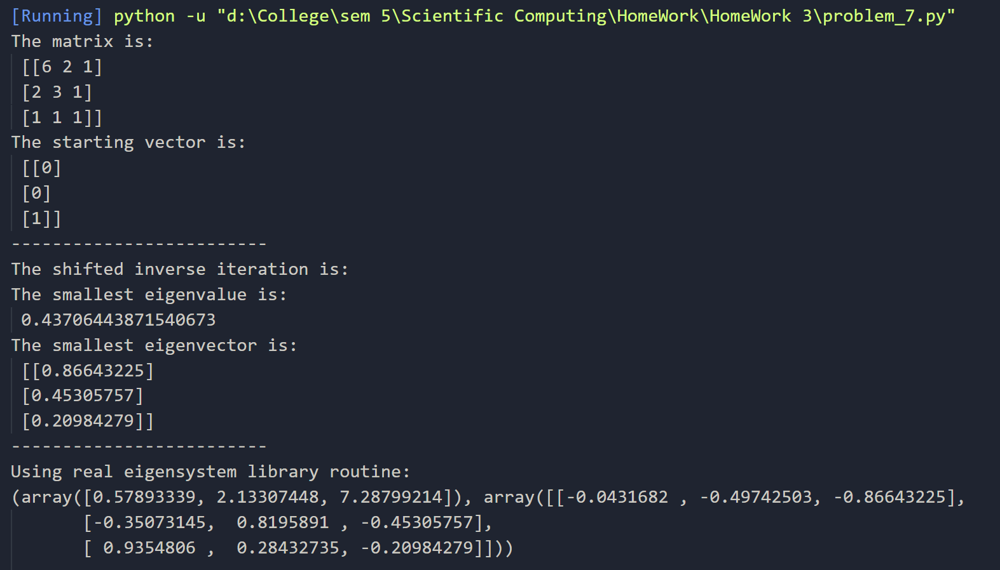 [Running] python -u "d:\College\sem 5\Scientific Computing\HomeWork\HomeWork 3\problem_7.py"
The matrix is:
[[6 2 1]
[2 3 1]
[1 1 1]]
The starting vector is:
[[0]
[0]
[1]]
-------------------------
The shifted inverse iteration is:
The smallest eigenvalue is:
0.43706443871540673
The smallest eigenvector is:
[[0.86643225]
[0.45305757]
[0.20984279]]
-------------------------
Using real eigensystem library routine:
(array([0.57893339, 2.13307448, 7.28799214]), array([[-0.0431682 , -0.49742503, -0.86643225],
[-0.35073145,  0.8195891 , -0.45305757],
[ 0.9354806 ,  0.28432735, -0.20984279]]))